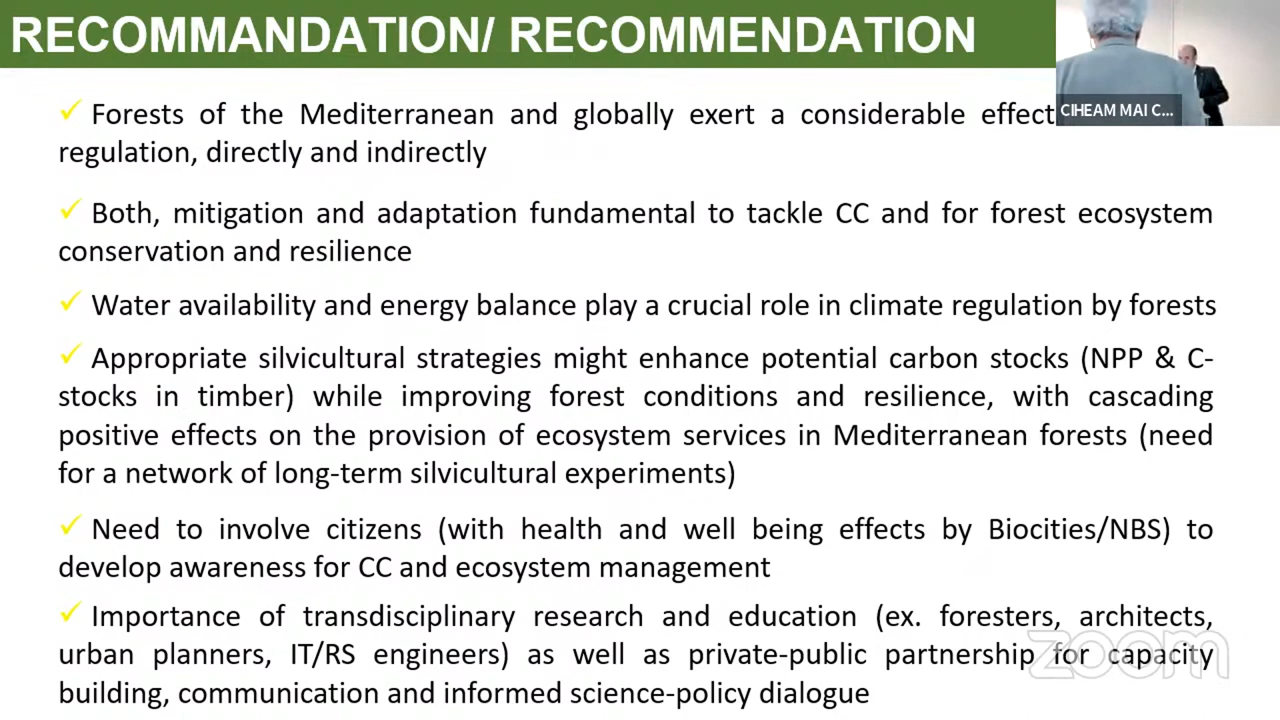 RECOMMANDATION/ RECOMMENDATION
CIHEAM MAI C...
✓ Forests of the Mediterranean and globally exert a considerable effect
regulation, directly and indirectly
✓ Both, mitigation and adaptation fundamental to tackle CC and for forest ecosystem
conservation and resilience
✓ Water availability and energy balance play a crucial role in climate regulation by forests
✓ Appropriate silvicultural strategies might enhance potential carbon stocks (NPP & C-
stocks in timber) while improving forest conditions and resilience, with cascading
positive effects on the provision of ecosystem services in Mediterranean forests (need
for a network of long-term silvicultural experiments)
✓ Need to involve citizens (with health and well being effects by Biocities/NBS) to
develop awareness for CC and ecosystem management
✓ Importance of transdisciplinary research and education (ex. foresters, architects,
urban planners, IT/RS engineers) as well as private-public partnership for capacity
building, communication and informed science-policy dialogue
zoom